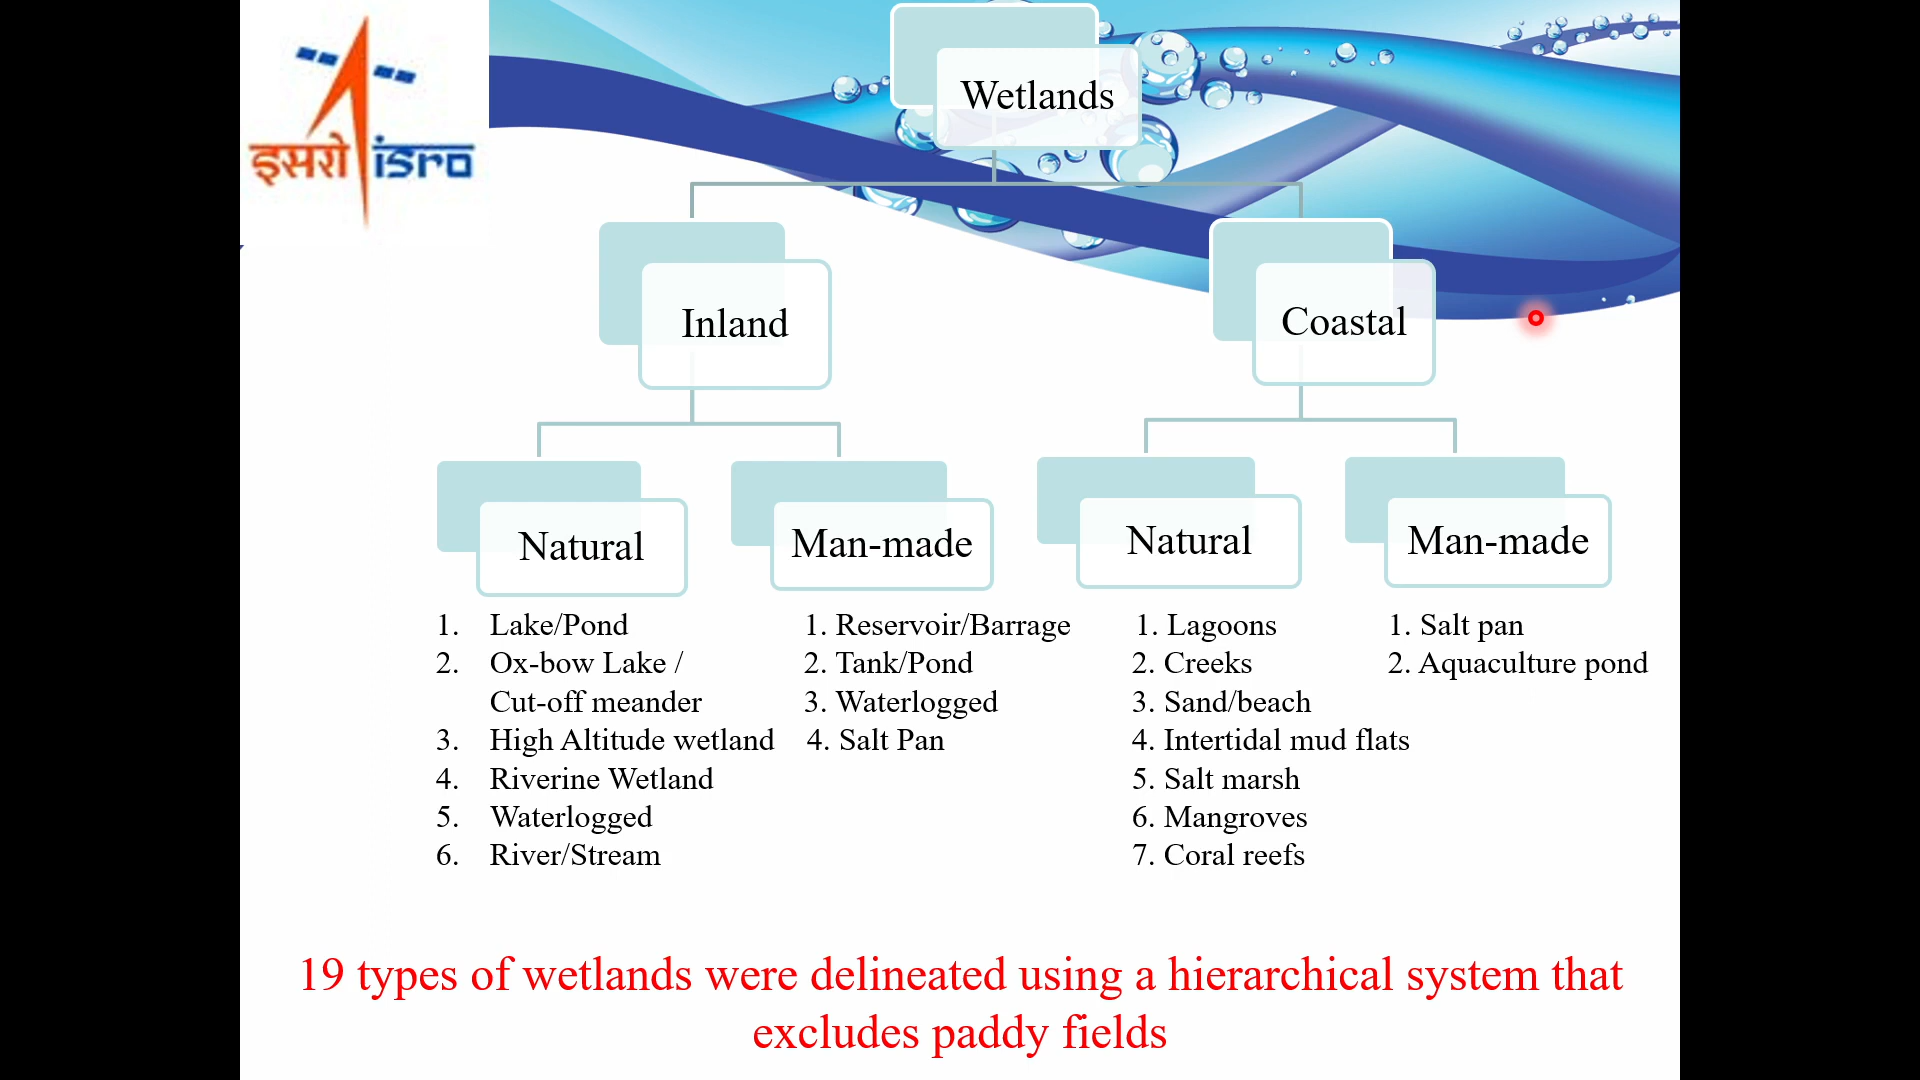 इसरो isro
Wetlands
Inland
Coastal
Natural
Man-made
Natural
Man-made
1. Lake/Pond
2. Ox-bow Lake /
Cut-off meander
3. High Altitude wetland
4. Riverine Wetland
5. Waterlogged
6. River/Stream
1. Reservoir/Barrage
2. Tank/Pond
3. Waterlogged
4. Salt Pan
1. Lagoons
2. Creeks
3. Sand/beach
4. Intertidal mud flats
5. Salt marsh
6. Mangroves
7. Coral reefs
1. Salt pan
2. Aquaculture pond
19 types of wetlands were delineated using a hierarchical system that
excludes paddy fields